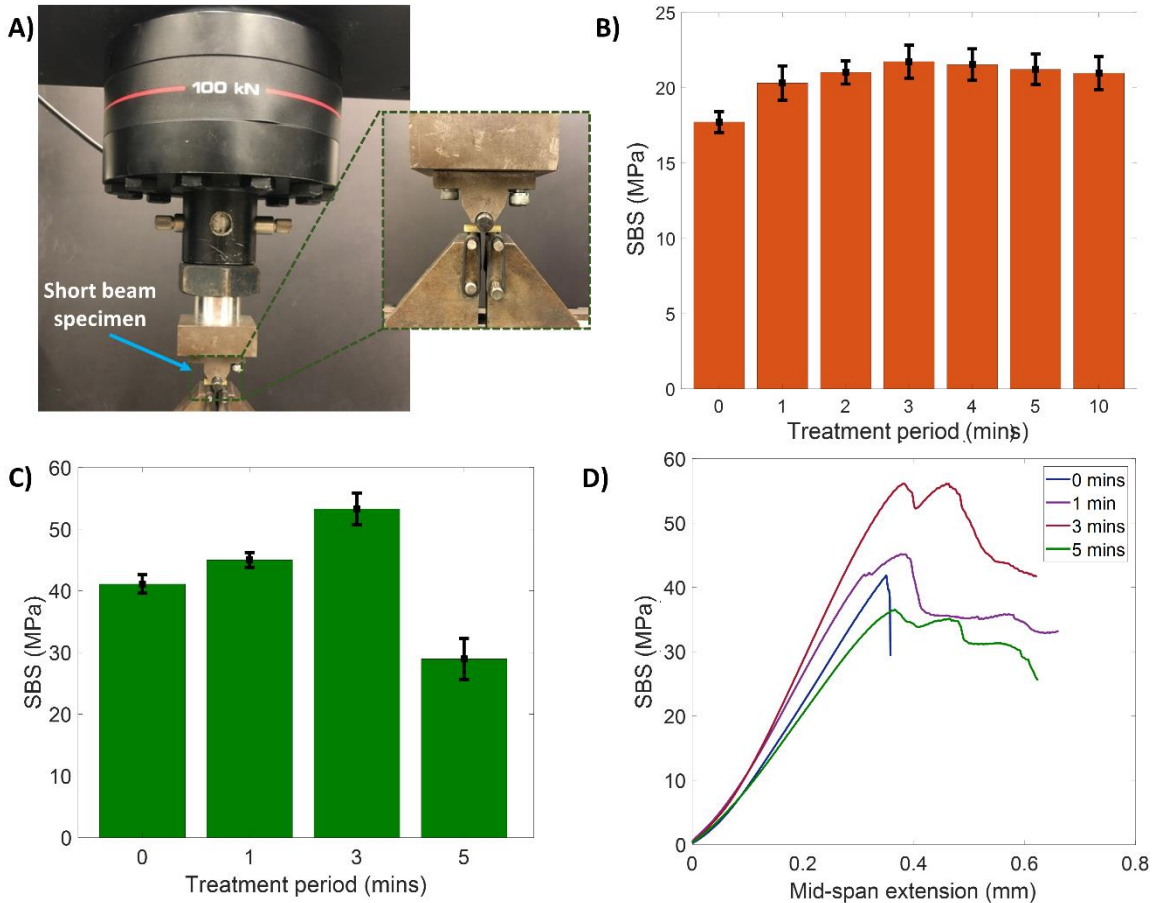 A)
100 kN
Short beam
specimen
B)
25
20
15
10
5
0
SBS (MPa)
0 1 2 3 4 5 10
Treatment period (mins)
C)
60
50
40
30
20
10
0
SBS (MPa)
0 1 3 5
Treatment period (mins)
D)
60
50
40
30
20
10
0
SBS (MPa)
0 mins
1 min
3 mins
5 mins
0 0.2 0.4 0.6 0.8
Mid-span extension (mm)